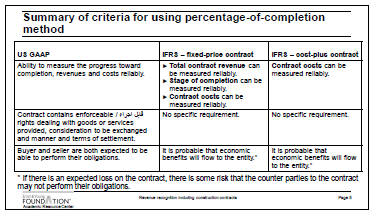 Summary of criteria for using percentage-of-completion
method
US GAAP
IFRS – fixed-price contract
IFRS – cost-plus contract
Ability to measure the progress toward
completion, revenues and costs reliably.
► Total contract revenue can
be measured reliably.
► Stage of completion can be
measured reliably.
► Contract costs can be
measured reliably.
Contract costs can be
measured reliably.
Contract contains enforceable / قابل اجراء
rights dealing with goods or services
provided, consideration to be exchanged
and manner and terms of settlement.
No specific requirement.
No specific requirement.
Buyer and seller are both expected to be
able to perform their obligations.
It is probable that economic
benefits will flow to the entity.*
It is probable that
economic benefits will flow
to the entity.*
* If there is an expected loss on the contract, there is some risk that the counter parties to the contract
may not perform their obligations.
FOUNDATION
Academic Resource Center
Revenue recognition including construction contracts